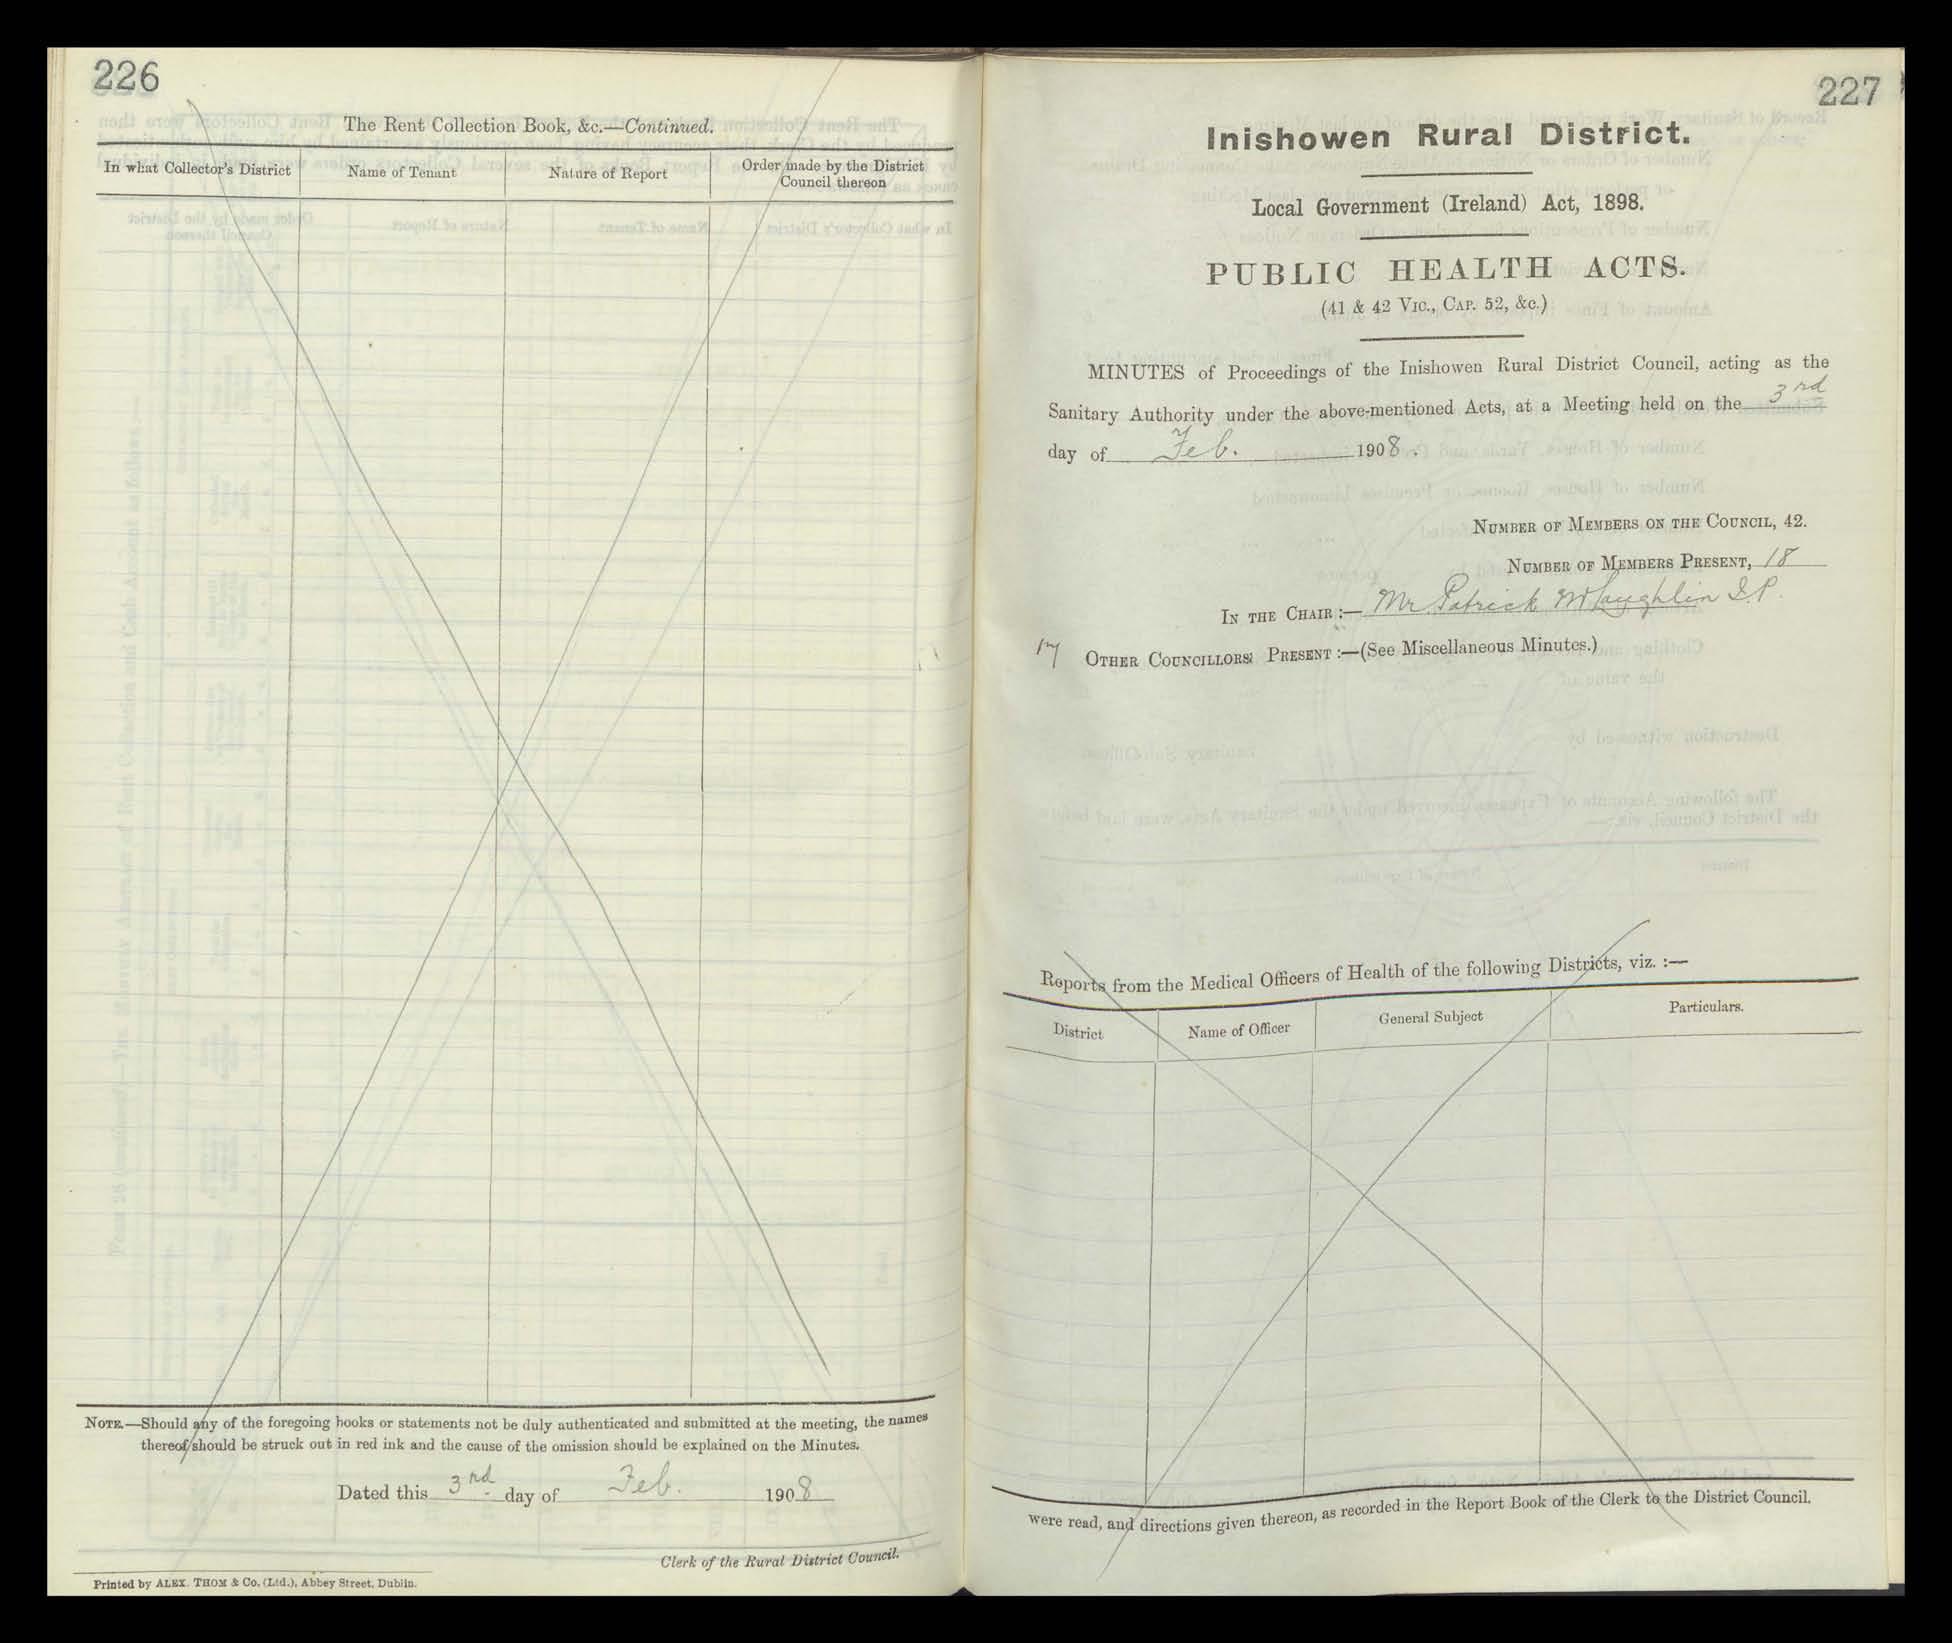 226
The Rent Collection Book, &c.—Continued.
In what Collector's District
Name of Tenant
Nature of Report
Order made by the District
Council thereon
NOTE.—Should any of the foregoing books or statements not be duly authenticated and submitted at the meeting, the names
thereof should be struck out in red ink and the cause of the omission should be explained on the Minutes.
Dated this 3rd day of Feb. 1908
Clerk of the Rural District Council.
Printed by ALEX. THOM & Co. (Ltd.), Abbey Street, Dublin.
227
Inishowen Rural District.
Local Government (Ireland) Act, 1898.
PUBLIC HEALTH ACTS.
(41 & 42 VIC., CAP. 52, &c.)
MINUTES of Proceedings of the Inishowen Rural District Council, acting as the
Sanitary Authority under the above-mentioned Acts, at a Meeting held on the 3rd
day of Feb. 1908.
NUMBER OF MEMBERS ON THE COUNCIL, 42.
NUMBER OF MEMBERS PRESENT, 18
IN THE CHAIR :— Mr Patrick McLaughlin J.P.
17 OTHER COUNCILLORS PRESENT :—(See Miscellaneous Minutes.)
Reports from the Medical Officers of Health of the following Districts, viz. :—
District
Name of Officer
General Subject
Particulars.
were read, and directions given thereon, as recorded in the Report Book of the Clerk to the District Council.